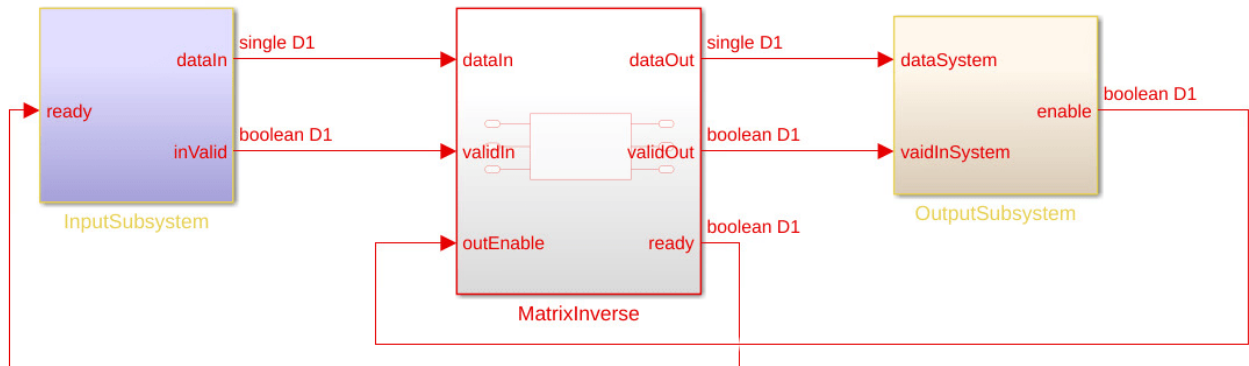 single D1
dataIn
ready
boolean D1
inValid
InputSubsystem
dataIn
dataOut
validIn
validOut
outEnable
ready
MatrixInverse
single D1
boolean D1
boolean D1
dataSystem
enable
vaidInSystem
OutputSubsystem
boolean D1